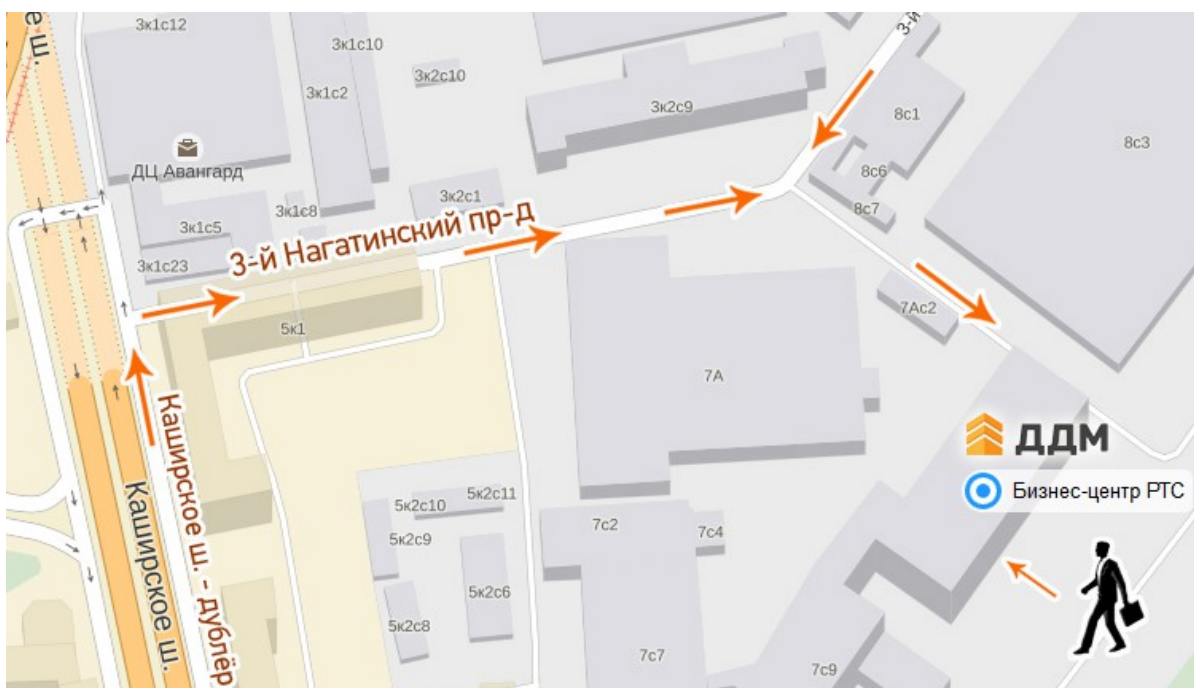 е ш.
3к1с12
3к1с10
3-й
3к2с10
3к1с2
3к2с9
8с1
8с3
ДЦ Авангард
8с6
3к2с1
3к1с8
8с7
3к1с5
3-й Нагатинский пр-д
3к1с23
5к1
7Ас2
7А
Каширское ш. - дублёр
ДДМ
Бизнес-центр РТС
Каширское ш.
5к2с11
5к2с10
7с2
7с4
5к2с9
5к2с6
5к2с8
7с7
7с9